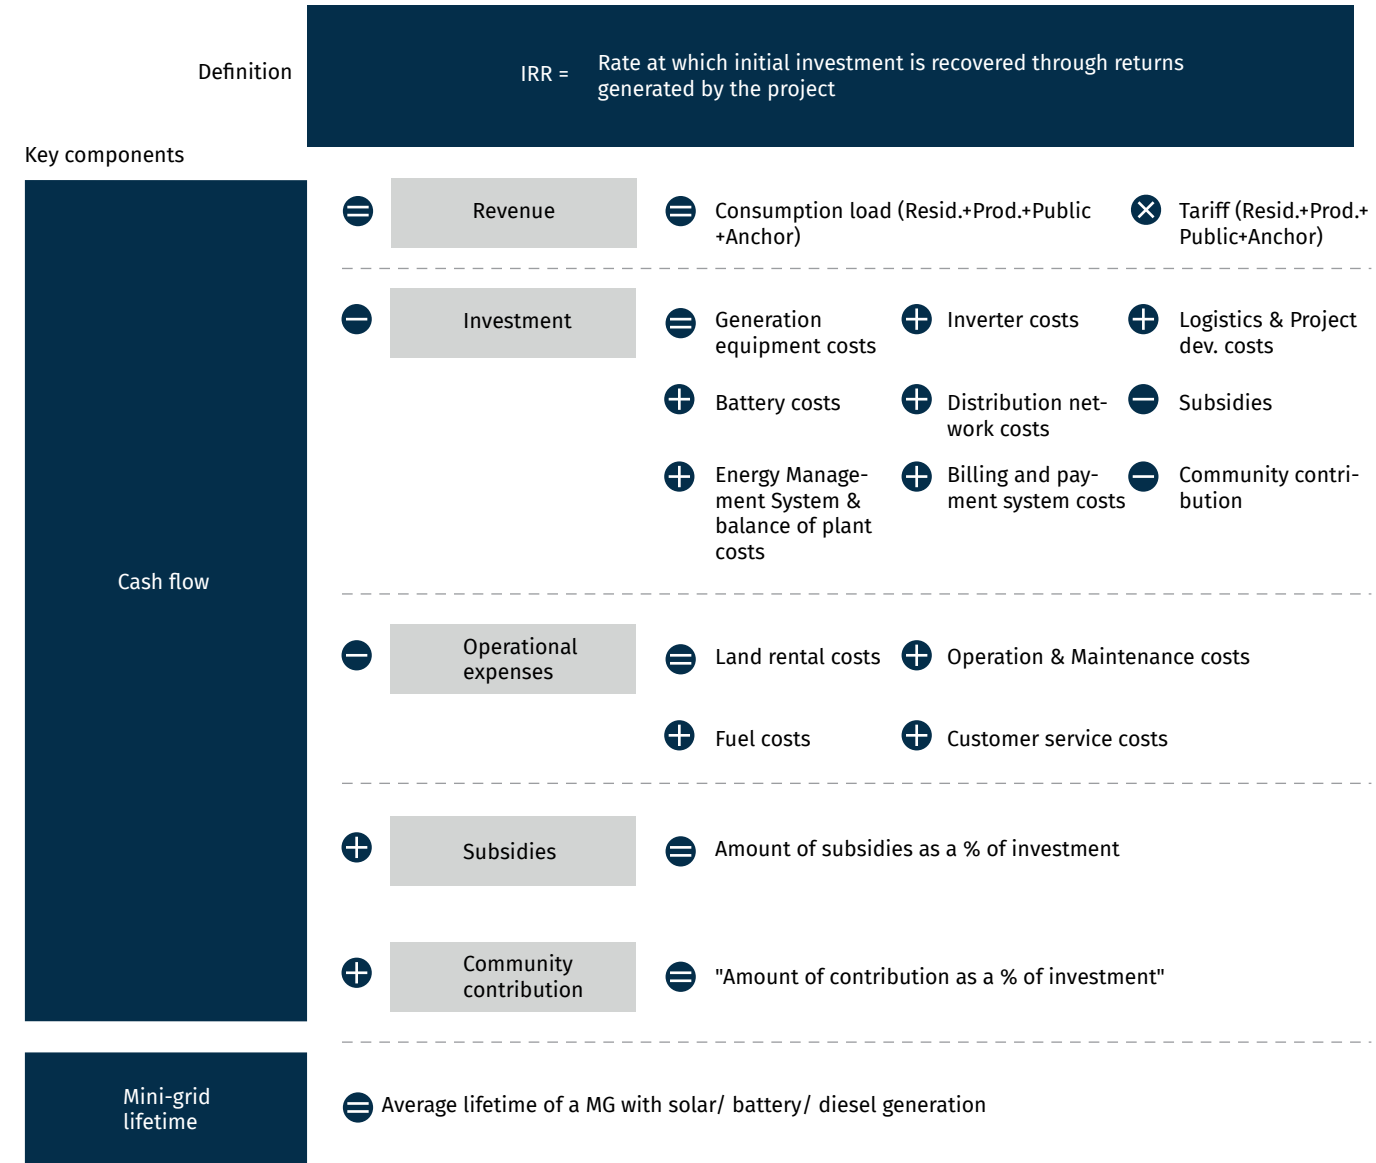 Definition
IRR =
Rate at which initial investment is recovered through returns
generated by the project
Key components
Cash flow
Revenue
Consumption load (Resid.+Prod.+Public
+Anchor)
Tariff (Resid.+Prod.+
Public+Anchor)
Investment
Generation
equipment costs
Inverter costs
Logistics & Project
dev. costs
Battery costs
Distribution net-
work costs
Subsidies
Energy Manage-
ment System &
balance of plant
costs
Billing and pay-
ment system costs
Community contri-
bution
Operational
expenses
Land rental costs
Operation & Maintenance costs
Fuel costs
Customer service costs
Subsidies
Amount of subsidies as a % of investment
Community
contribution
"Amount of contribution as a % of investment"
Mini-grid
lifetime
Average lifetime of a MG with solar/ battery/ diesel generation